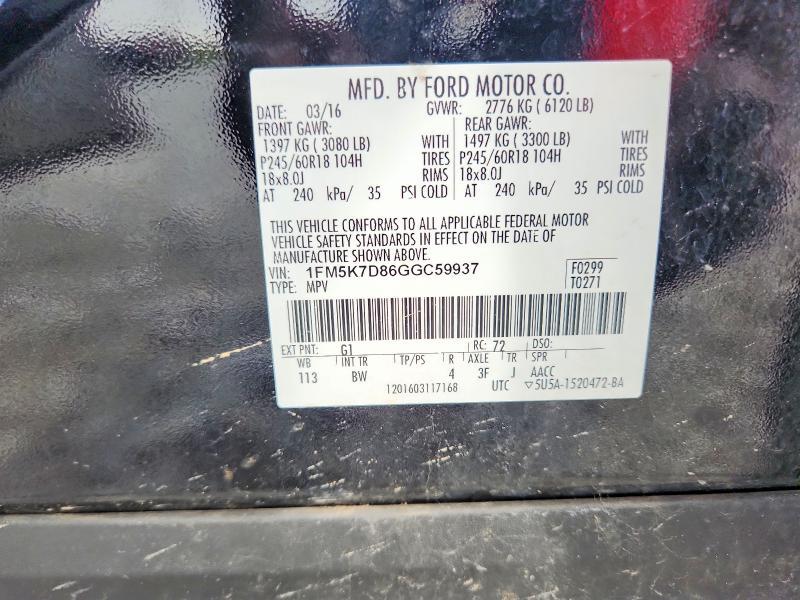 MFD. BY FORD MOTOR CO.
DATE: 03/16 GVWR: 2776 KG ( 6120 LB)
FRONT GAWR: REAR GAWR:
1397 KG ( 3080 LB) WITH 1497 KG ( 3300 LB) WITH
P245/60R18 104H TIRES P245/60R18 104H TIRES
18x8.0J RIMS 18x8.0J RIMS
AT 240 kPa/ 35 PSI COLD AT 240 kPa/ 35 PSI COLD
THIS VEHICLE CONFORMS TO ALL APPLICABLE FEDERAL MOTOR
VEHICLE SAFETY STANDARDS IN EFFECT ON THE DATE OF
MANUFACTURE SHOWN ABOVE.
VIN: 1FM5K7D86GGC59937 F0299
TYPE: MPV T0271
EXT PNT: G1 RC: 72 DSO:
WB INT TR TP/PS R AXLE TR SPR
113 BW 4 3F J AACC
1201603117168 UTC ▽5U5A-1520472-BA